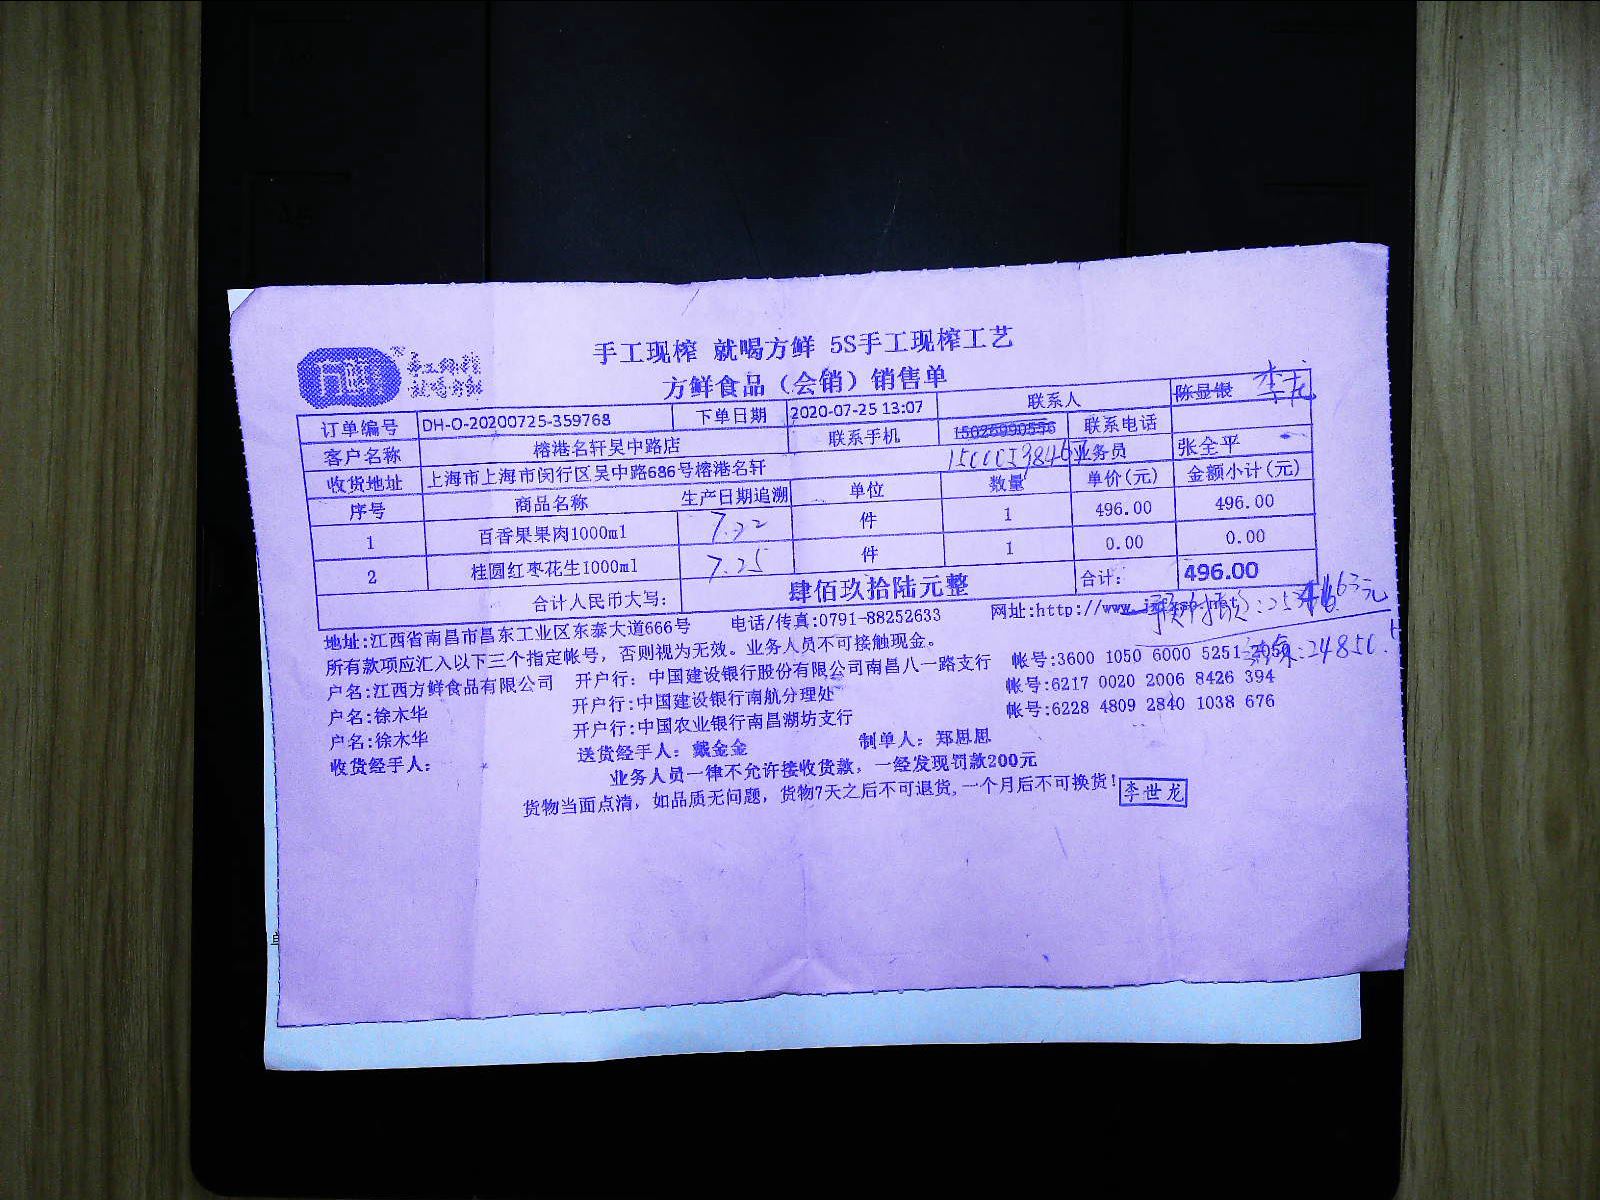 手工现榨 就喝方鲜 5S手工现榨工艺
方鲜 手工现榨 就喝方鲜
方鲜食品（会销）销售单
订单编号 DH-O-20200725-359768 下单日期 2020-07-25 13:07 联系人 陈显银 李龙
客户名称 榕港名轩吴中路店 联系手机 15026990556 联系电话
收货地址 上海市上海市闵行区吴中路686号榕港名轩 业务员 张全平
序号 商品名称 生产日期追溯 单位 数量 单价(元) 金额小计(元)
1 百香果果肉1000ml 7.22 件 1 496.00 496.00
2 桂圆红枣花生1000ml 7.25 件 1 0.00 0.00
合计人民币大写: 肆佰玖拾陆元整 合计: 496.00
地址:江西省南昌市昌东工业区东泰大道666号 电话/传真:0791-88252633 网址:http://www.
所有款项应汇入以下三个指定帐号，否则视为无效。业务人员不可接触现金。
户名:江西方鲜食品有限公司 开户行: 中国建设银行股份有限公司南昌八一路支行 帐号:3600 1050 6000 5251
户名:徐木华 开户行:中国建设银行南航分理处 帐号:6217 0020 2006 8426 394
户名:徐木华 开户行:中国农业银行南昌湖坊支行 帐号:6228 4809 2840 1038 676
收货经手人: 送货经手人: 戴金金 制单人: 郑思思
业务人员一律不允许接收货款，一经发现罚款200元
货物当面点清，如品质无问题，货物7天之后不可退货,一个月后不可换货! 李世龙